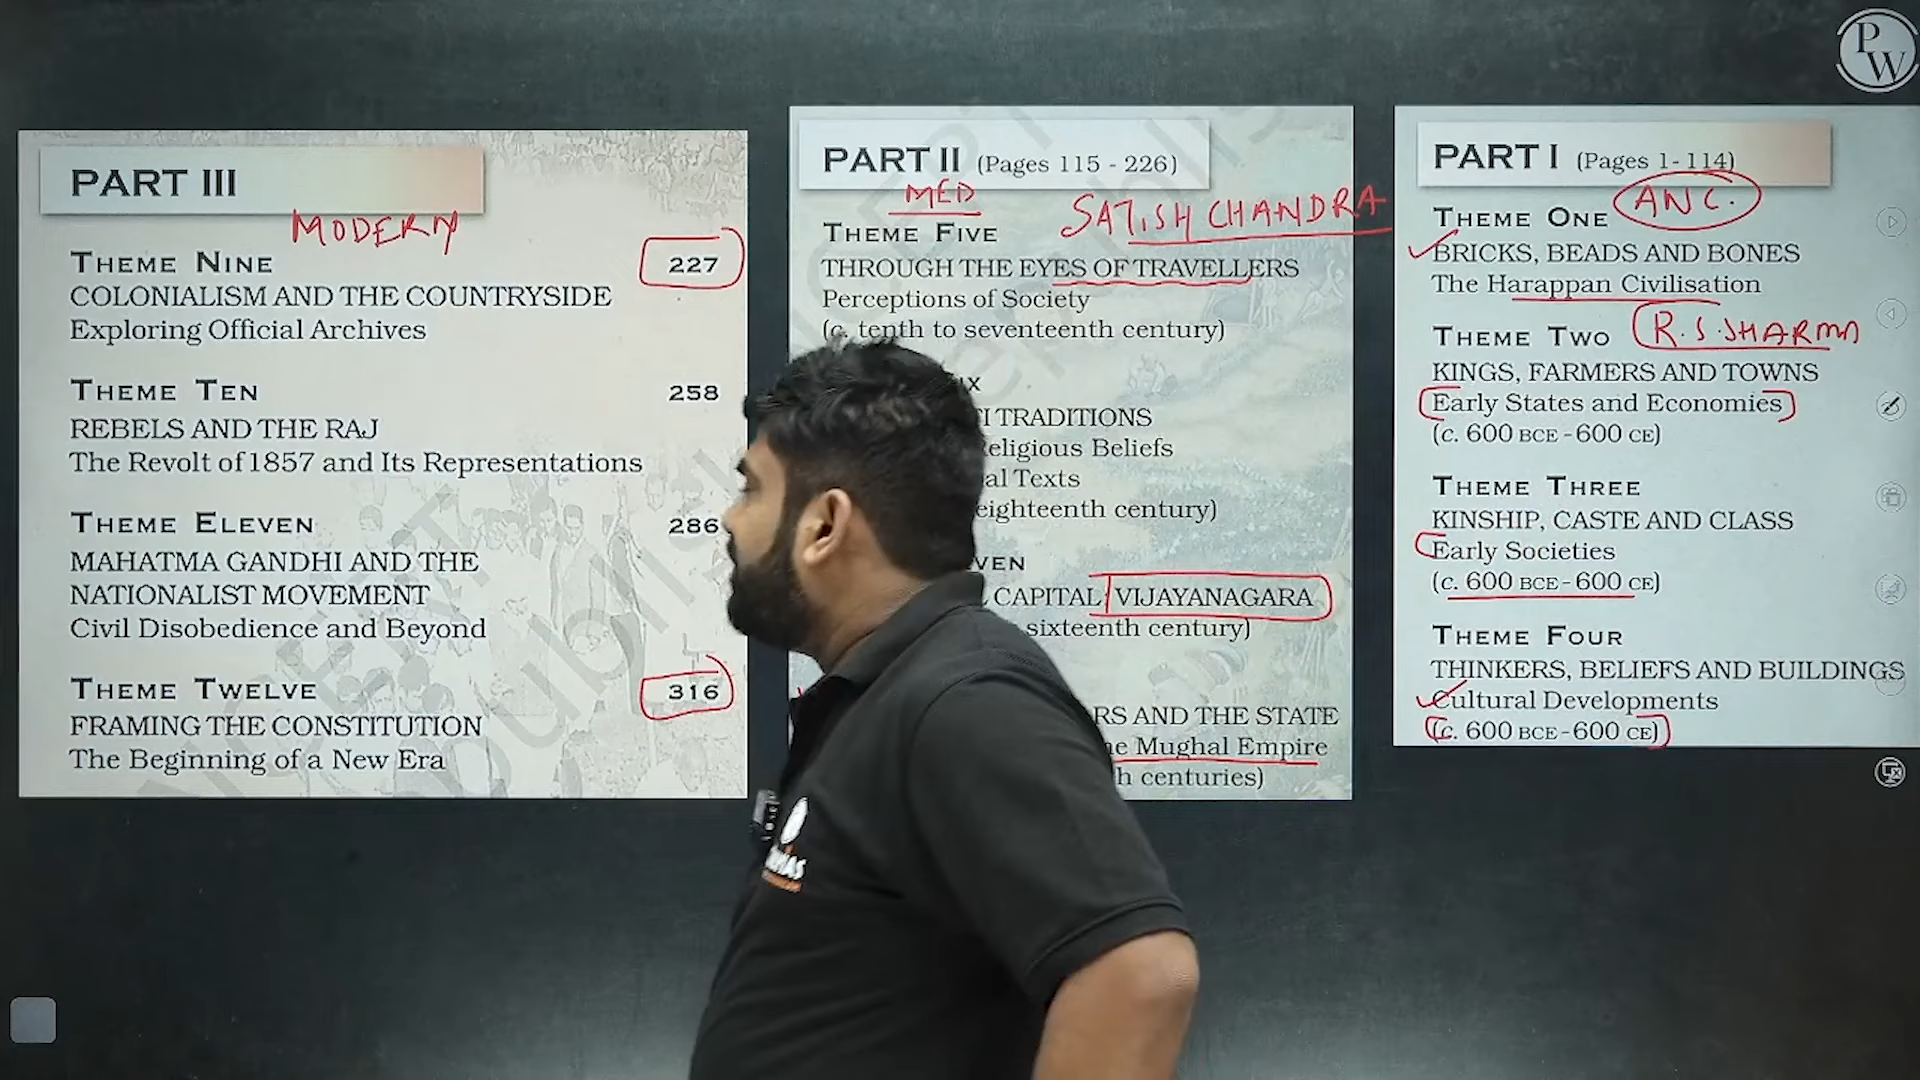 PW
PART III
MODERN
THEME NINE 227
COLONIALISM AND THE COUNTRYSIDE
Exploring Official Archives
THEME TEN 258
REBELS AND THE RAJ
The Revolt of 1857 and Its Representations
THEME ELEVEN 286
MAHATMA GANDHI AND THE
NATIONALIST MOVEMENT
Civil Disobedience and Beyond
THEME TWELVE 316
FRAMING THE CONSTITUTION
The Beginning of a New Era
PART II (Pages 115 - 226)
MED
SATISH CHANDRA
THEME FIVE
THROUGH THE EYES OF TRAVELLERS
Perceptions of Society
(c. tenth to seventeenth century)
TRADITIONS
Religious Beliefs
Texts
eighteenth century)
CAPITAL: VIJAYANAGARA
sixteenth century)
AND THE STATE
Mughal Empire
centuries)
PART I (Pages 1 - 114)
ANC.
THEME ONE
BRICKS, BEADS AND BONES
The Harappan Civilisation
THEME TWO
R.S.SHARMA
KINGS, FARMERS AND TOWNS
Early States and Economies
(c. 600 BCE - 600 CE)
THEME THREE
KINSHIP, CASTE AND CLASS
Early Societies
(c. 600 BCE - 600 CE)
THEME FOUR
THINKERS, BELIEFS AND BUILDINGS
Cultural Developments
(c. 600 BCE - 600 CE)